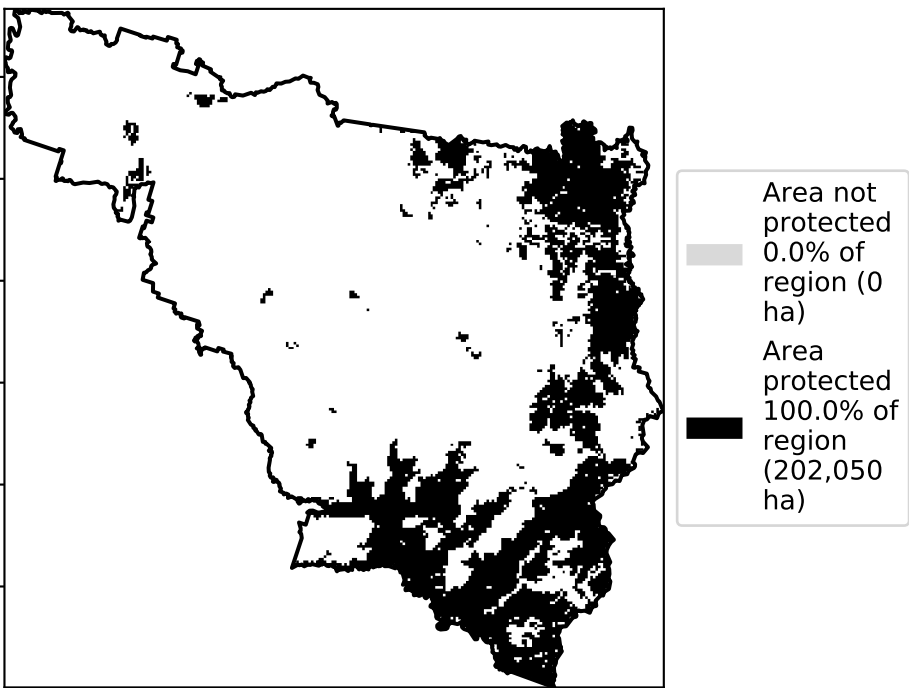 Area not
protected
0.0% of
region (0
ha)
Area
protected
100.0% of
region
(202,050
ha)